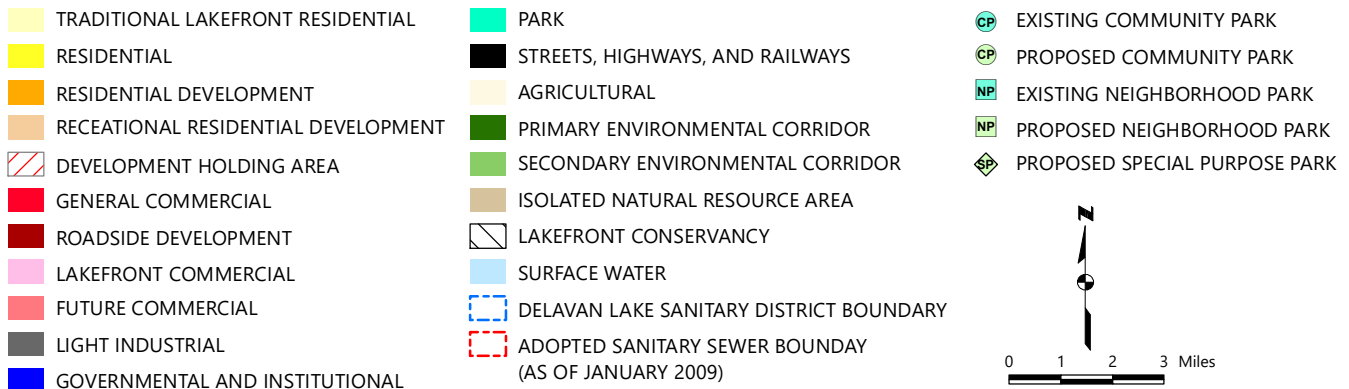 TRADITIONAL LAKEFRONT RESIDENTIAL
RESIDENTIAL
RESIDENTIAL DEVELOPMENT
RECEATIONAL RESIDENTIAL DEVELOPMENT
DEVELOPMENT HOLDING AREA
GENERAL COMMERCIAL
ROADSIDE DEVELOPMENT
LAKEFRONT COMMERCIAL
FUTURE COMMERCIAL
LIGHT INDUSTRIAL
GOVERNMENTAL AND INSTITUTIONAL
PARK
STREETS, HIGHWAYS, AND RAILWAYS
AGRICULTURAL
PRIMARY ENVIRONMENTAL CORRIDOR
SECONDARY ENVIRONMENTAL CORRIDOR
ISOLATED NATURAL RESOURCE AREA
LAKEFRONT CONSERVANCY
SURFACE WATER
DELAVAN LAKE SANITARY DISTRICT BOUNDARY
ADOPTED SANITARY SEWER BOUNDAY
(AS OF JANUARY 2009)
CP EXISTING COMMUNITY PARK
CP PROPOSED COMMUNITY PARK
NP EXISTING NEIGHBORHOOD PARK
NP PROPOSED NEIGHBORHOOD PARK
SP PROPOSED SPECIAL PURPOSE PARK
N
0 1 2 3 Miles